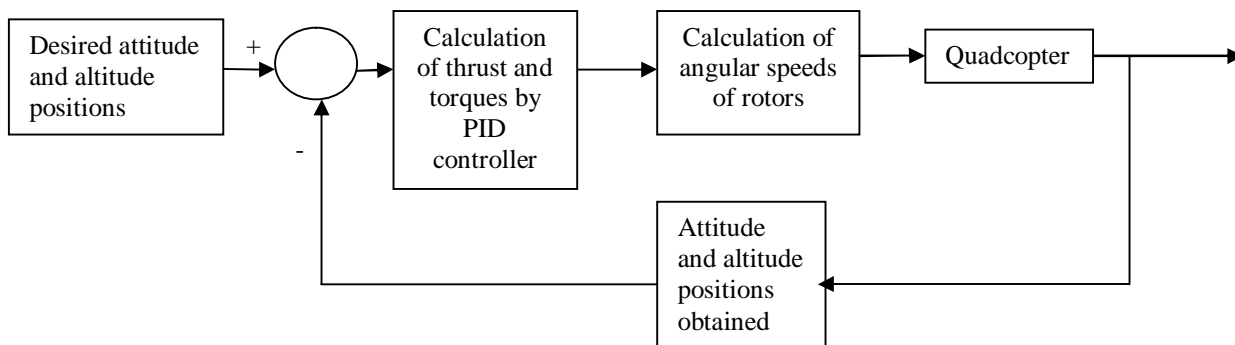 Desired attitude
and altitude
positions
+
-
Calculation
of thrust and
torques by
PID
controller
Calculation of
angular speeds
of rotors
Quadcopter
Attitude
and altitude
positions
obtained